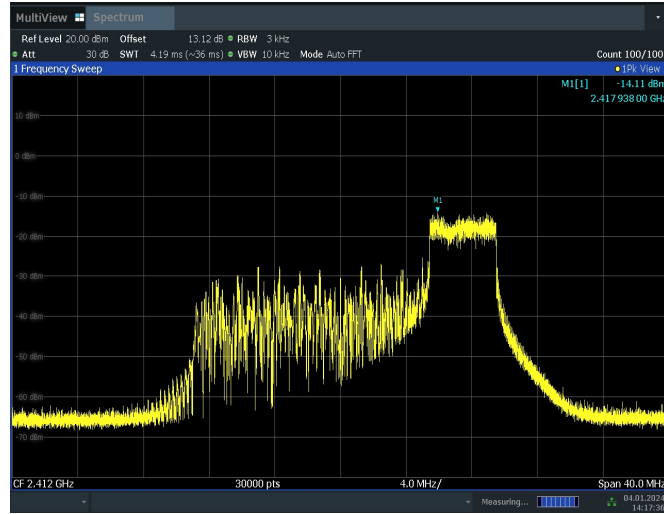 MultiView Spectrum
Ref Level 20.00 dBm Offset 13.12 dB RBW 3 kHz
Att 30 dB SWT 4.19 ms (~36 ms) VBW 10 kHz Mode Auto FFT Count 100/100
1 Frequency Sweep 1Pk View
M1[1] -14.11 dBm
2.417 938 00 GHz
10 dBm
0 dBm
-10 dBm
M1
-20 dBm
-30 dBm
-40 dBm
-50 dBm
-60 dBm
-70 dBm
CF 2.412 GHz 30000 pts 4.0 MHz/ Span 40.0 MHz
Measuring... 04.01.2024
14:17:36